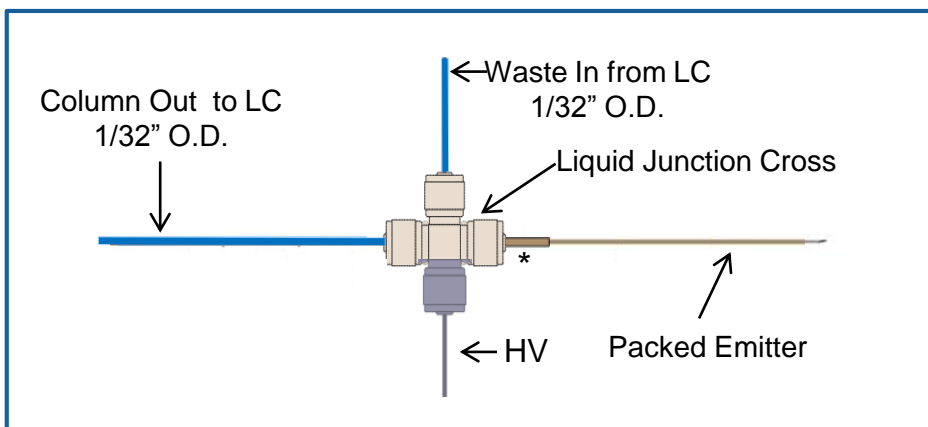 Waste In from LC
1/32” O.D.
Column Out  to LC
1/32” O.D.
Liquid Junction Cross
*
HV
Packed Emitter